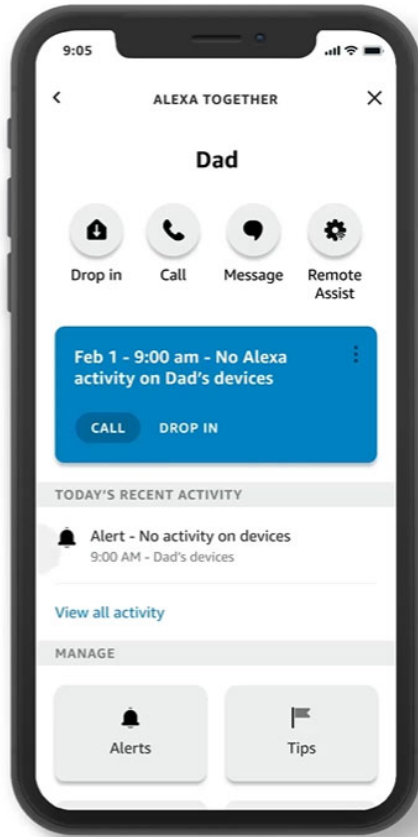 9:05
ALEXA TOGETHER
Dad
Drop in
Call
Message
Remote
Assist
Feb 1 - 9:00 am - No Alexa
activity on Dad's devices
CALL
DROP IN
TODAY'S RECENT ACTIVITY
Alert - No activity on devices
9:00 AM - Dad's devices
View all activity
MANAGE
Alerts
Tips